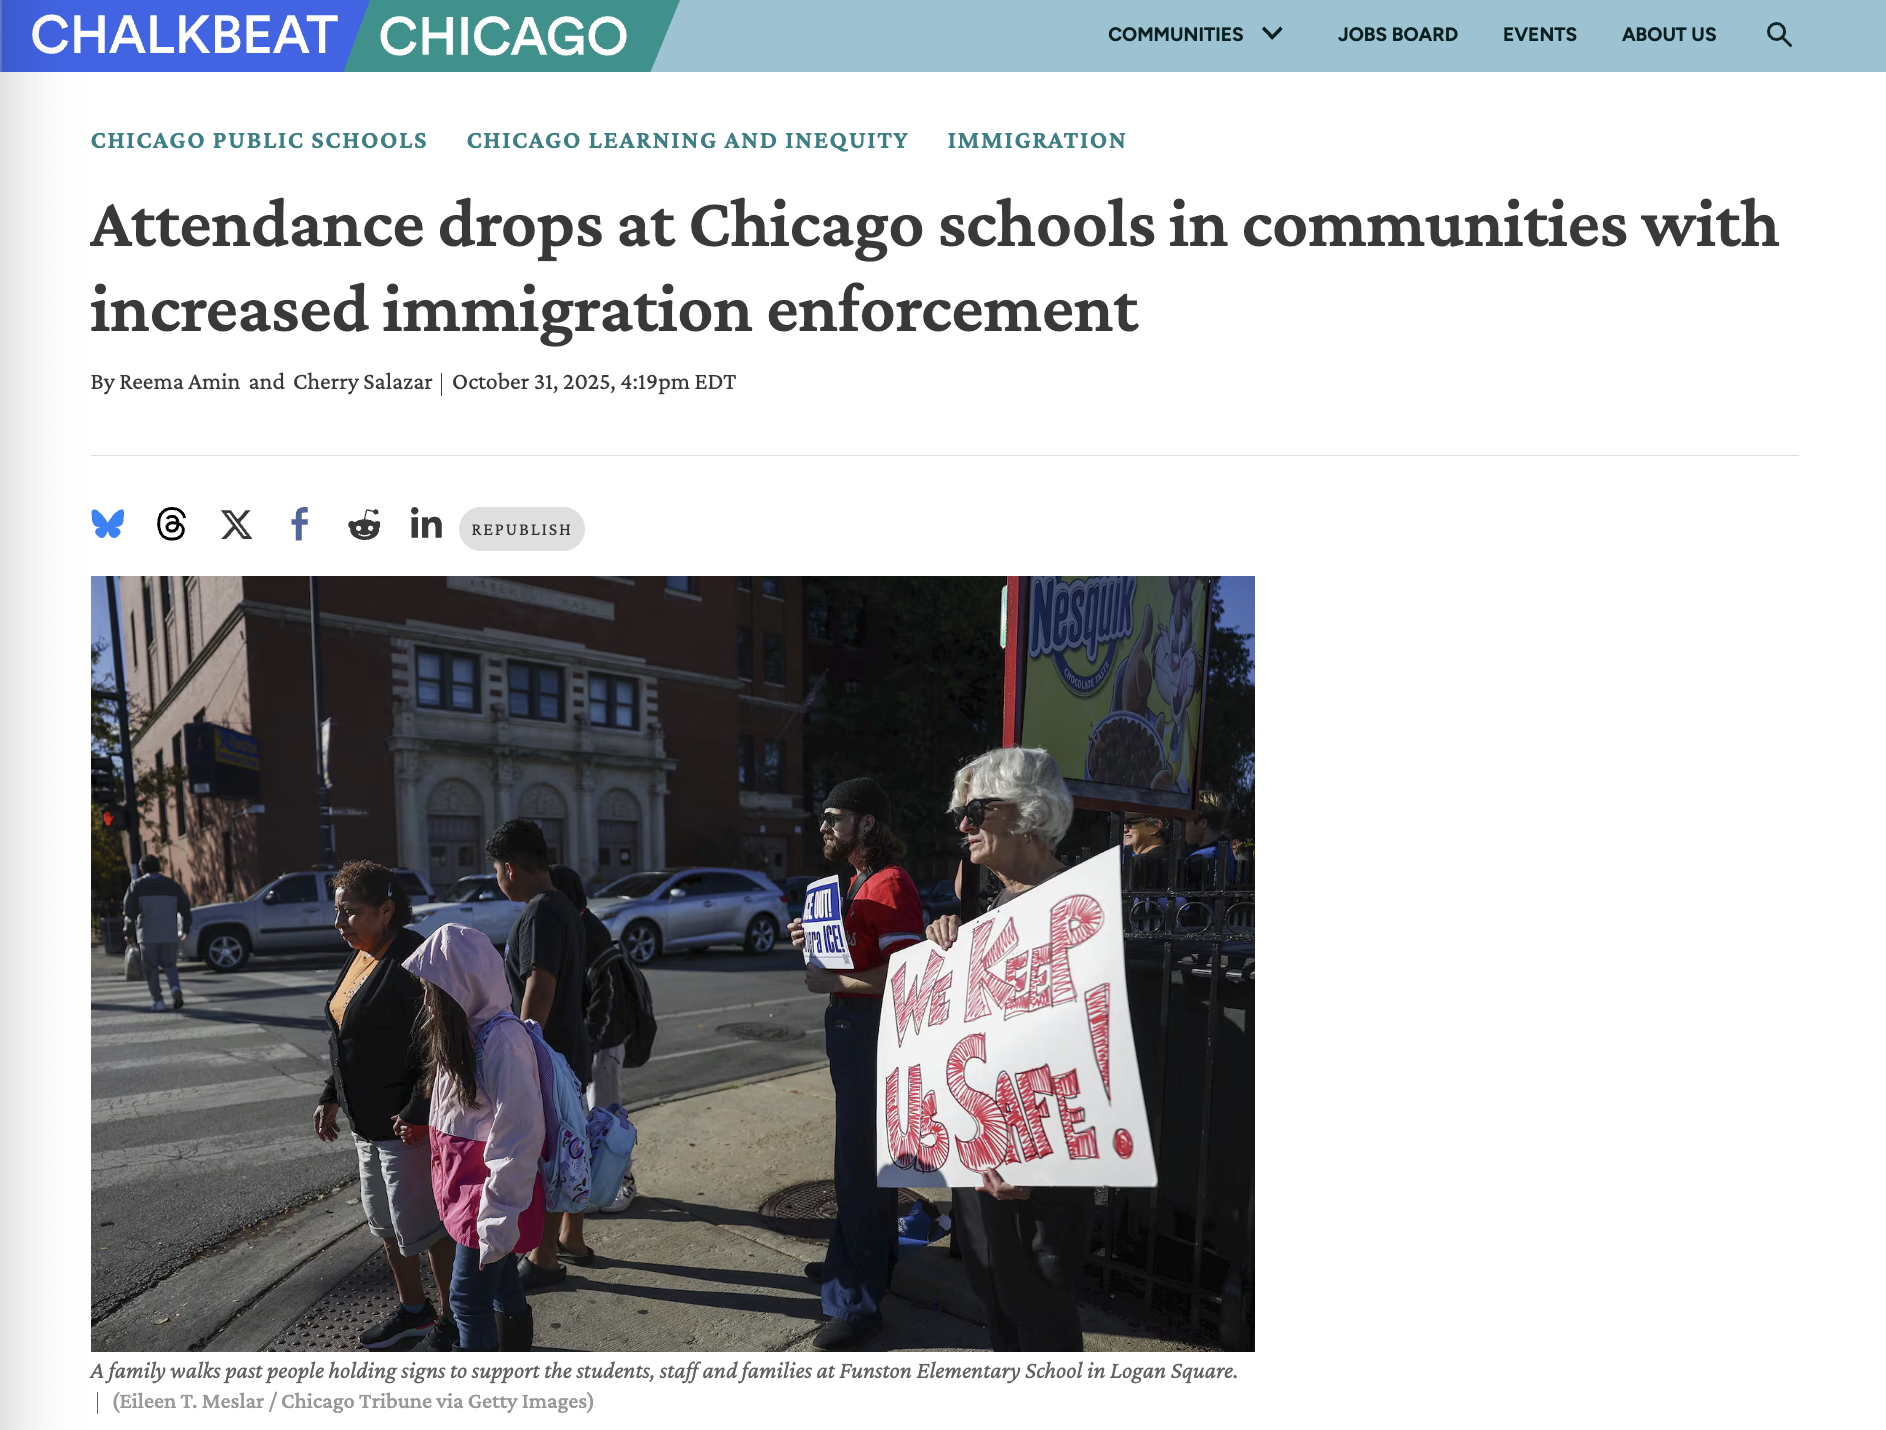 CHALKBEAT CHICAGO
COMMUNITIES JOBS BOARD EVENTS ABOUT US
CHICAGO PUBLIC SCHOOLS CHICAGO LEARNING AND INEQUITY IMMIGRATION
Attendance drops at Chicago schools in communities with
increased immigration enforcement
By Reema Amin and Cherry Salazar | October 31, 2025, 4:19pm EDT
REPUBLISH
Nesquik
CHOCOLATE TASTE
OUT!
ICE!
WE KEEP
US SAFE!
A family walks past people holding signs to support the students, staff and families at Funston Elementary School in Logan Square.
| (Eileen T. Meslar / Chicago Tribune via Getty Images)